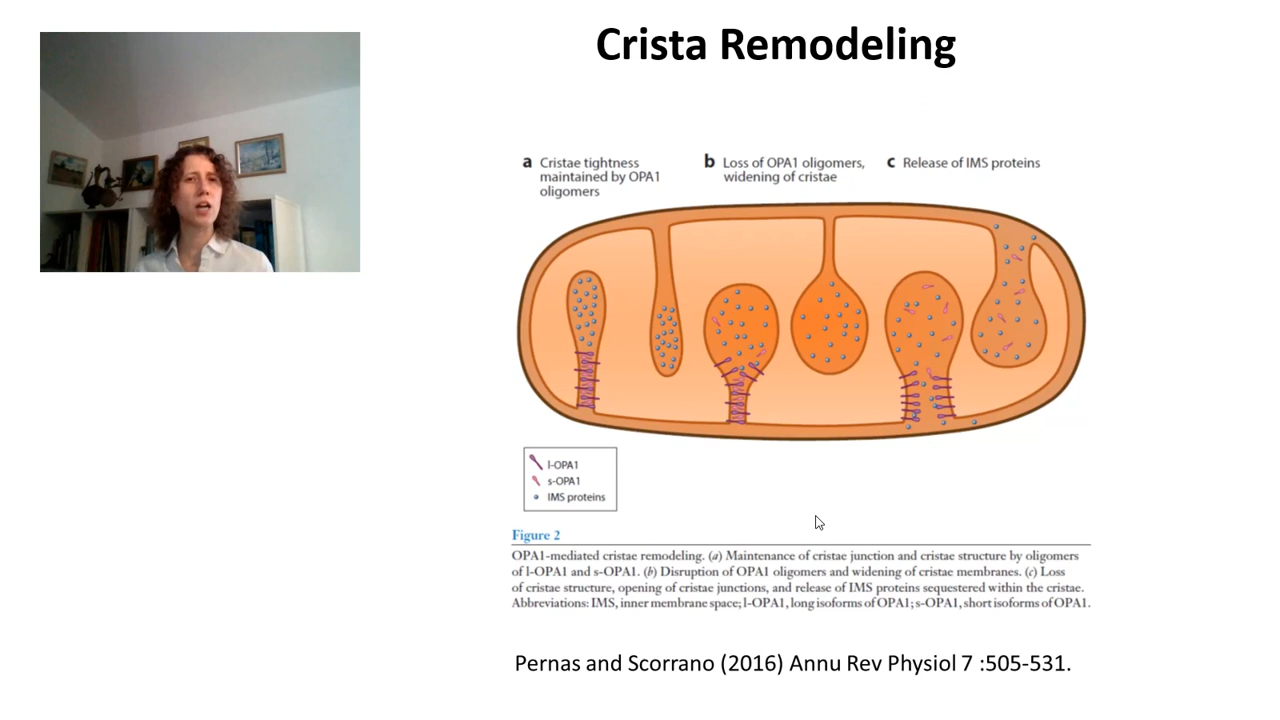 Crista Remodeling
a Cristae tightness
maintained by OPA1
oligomers
b Loss of OPA1 oligomers,
widening of cristae
c Release of IMS proteins
l-OPA1
s-OPA1
IMS proteins
Figure 2
OPA1-mediated cristae remodeling. (a) Maintenance of cristae junction and cristae structure by oligomers
of l-OPA1 and s-OPA1. (b) Disruption of OPA1 oligomers and widening of cristae membranes. (c) Loss
of cristae structure, opening of cristae junctions, and release of IMS proteins sequestered within the cristae.
Abbreviations: IMS, inner membrane space; l-OPA1, long isoforms of OPA1; s-OPA1, short isoforms of OPA1.
Pernas and Scorrano (2016) Annu Rev Physiol 7 :505-531.